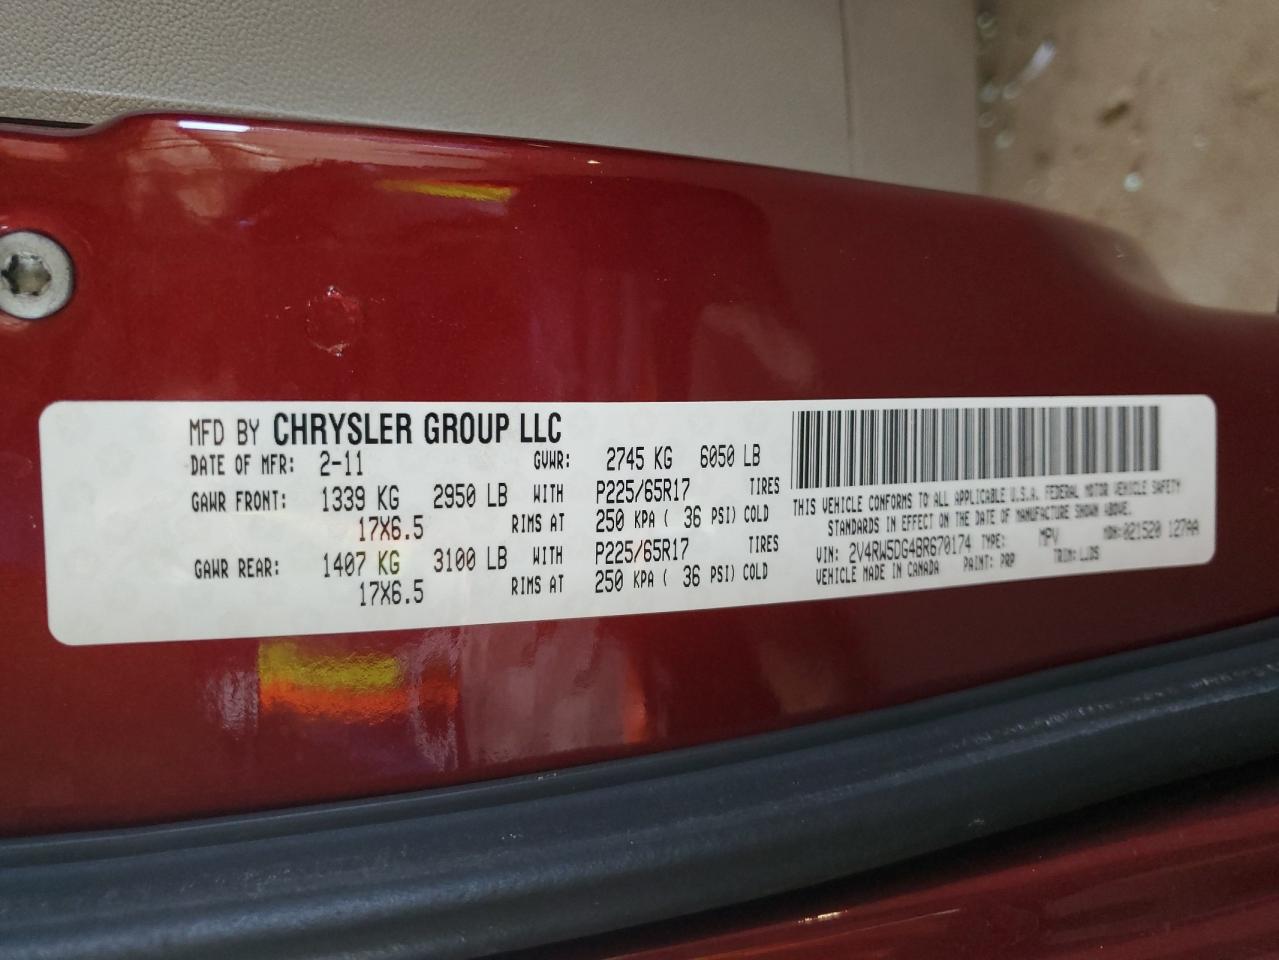 MFD BY CHRYSLER GROUP LLC
DATE OF MFR: 2-11 GVWR: 2745 KG 6050 LB
GAWR FRONT: 1339 KG 2950 LB WITH P225/65R17 TIRES
17X6.5 RIMS AT 250 KPA ( 36 PSI) COLD
GAWR REAR: 1407 KG 3100 LB WITH P225/65R17 TIRES
17X6.5 RIMS AT 250 KPA ( 36 PSI) COLD
THIS VEHICLE CONFORMS TO ALL APPLICABLE U.S.A. FEDERAL MOTOR VEHICLE SAFETY
STANDARDS IN EFFECT ON THE DATE OF MANUFACTURE SHOWN ABOVE.
VIN: 2V4RW5DG4BR670174 TYPE: MPV MDH:021520 127AA
VEHICLE MADE IN CANADA PAINT: PRP TRIM: